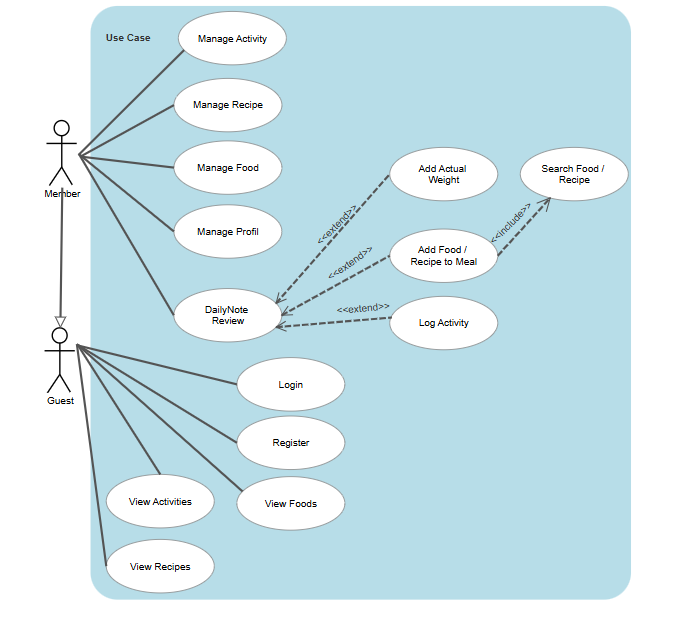 Use Case
Manage Activity
Manage Recipe
Manage Food
Manage Profil
DailyNote
Review
Add Actual
Weight
Search Food /
Recipe
Add Food /
Recipe to Meal
Log Activity
<<extend>>
<<extend>>
<<extend>>
<<include>>
Member
Guest
Login
Register
View Activities
View Foods
View Recipes